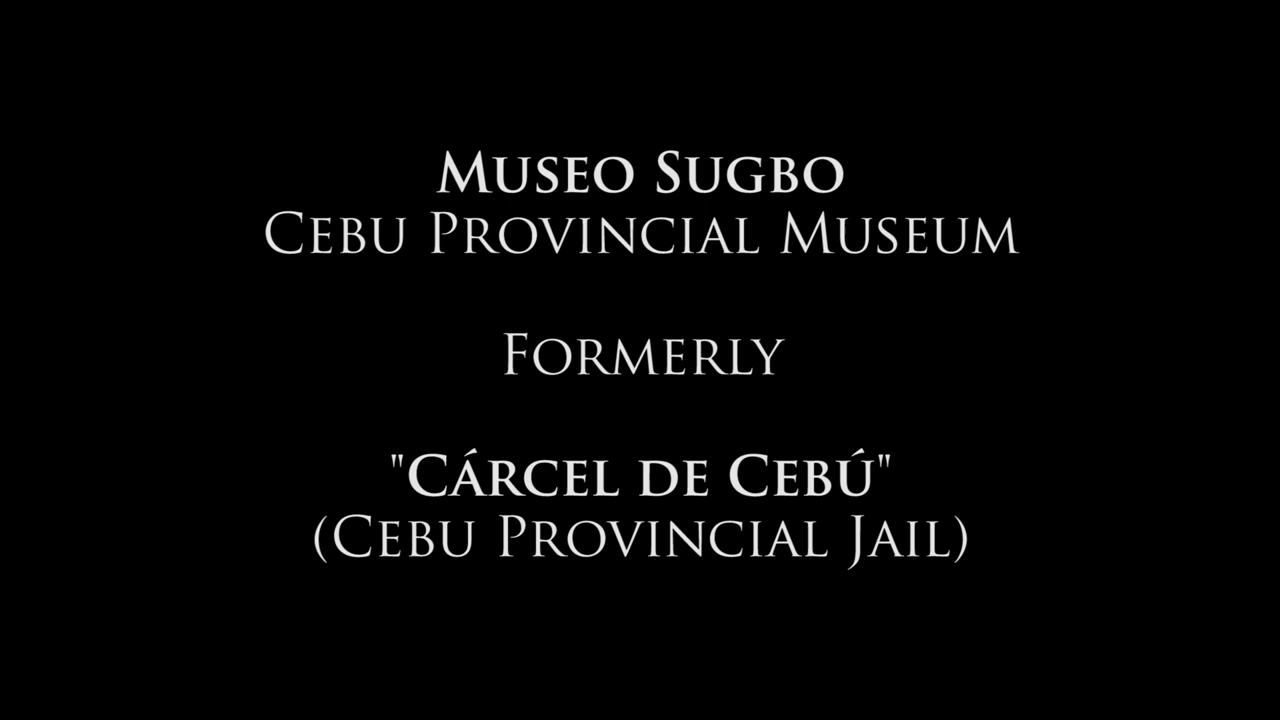 Museo Sugbo
Cebu Provincial Museum
Formerly
"Cárcel de Cebú"
(Cebu Provincial Jail)